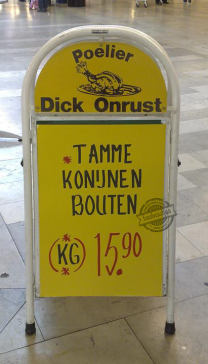 Poelier
Dick Onrust
*TAMME
KONIJNEN
BOUTEN
(*KG*) 15.90